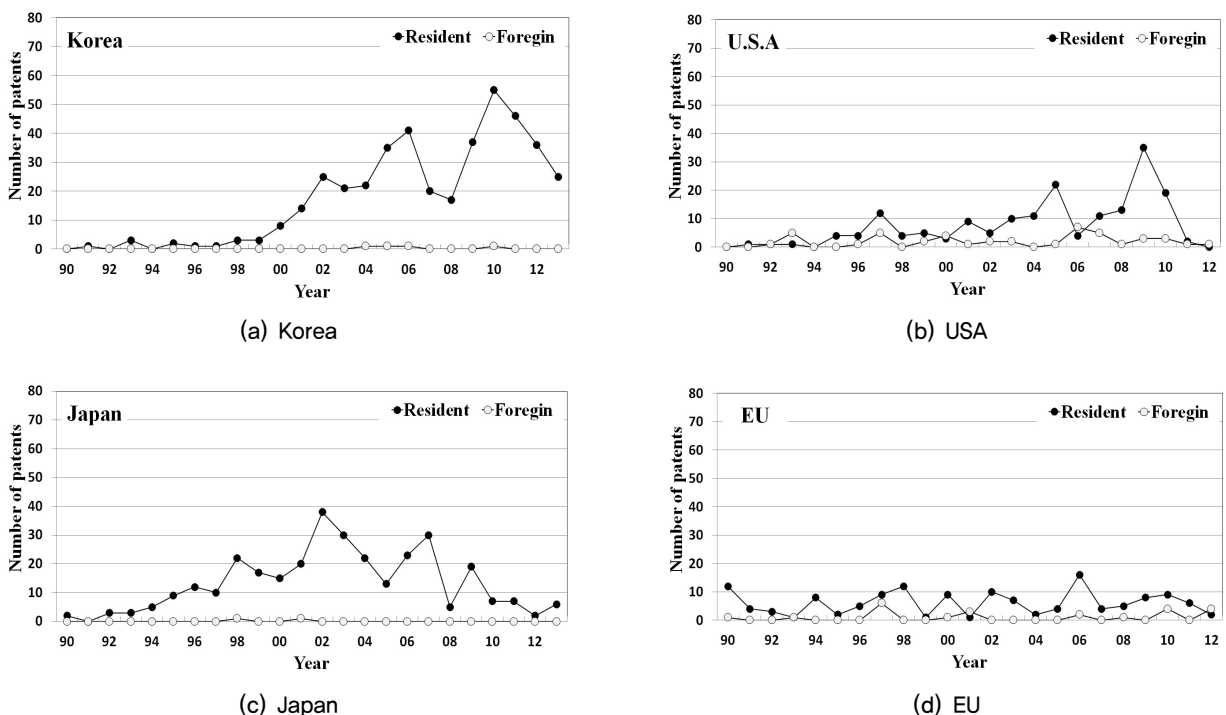 Korea
Resident Foregin
Number of patents
80
70
60
50
40
30
20
10
0
90 92 94 96 98 00 02 04 06 08 10 12
Year
(a) Korea
U.S.A
Resident Foregin
Number of patents
80
70
60
50
40
30
20
10
0
90 92 94 96 98 00 02 04 06 08 10 12
Year
(b) USA
Japan
Resident Foregin
Number of patents
80
70
60
50
40
30
20
10
0
90 92 94 96 98 00 02 04 06 08 10 12
Year
(c) Japan
EU
Resident Foregin
Number of patents
80
70
60
50
40
30
20
10
0
90 92 94 96 98 00 02 04 06 08 10 12
Year
(d) EU